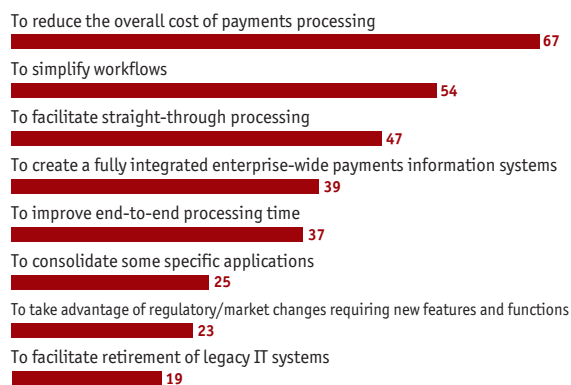 To reduce the overall cost of payments processing
67
To simplify workflows
54
To facilitate straight-through processing
47
To create a fully integrated enterprise-wide payments information systems
39
To improve end-to-end processing time
37
To consolidate some specific applications
25
To take advantage of regulatory/market changes requiring new features and functions
23
To facilitate retirement of legacy IT systems
19